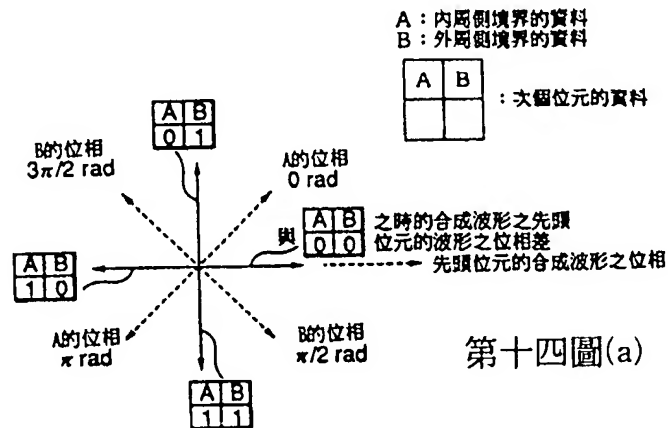 A：內周側境界的資料
B：外周側境界的資料
A B
：次個位元的資料
A B
0 1
B的位相
3π/2 rad
A的位相
0 rad
與
A B
0 0
之時的合成波形之先頭
位元的波形之位相差
先頭位元的合成波形之位相
A B
1 0
A的位相
π rad
B的位相
π/2 rad
A B
1 1
第十四圖(a)